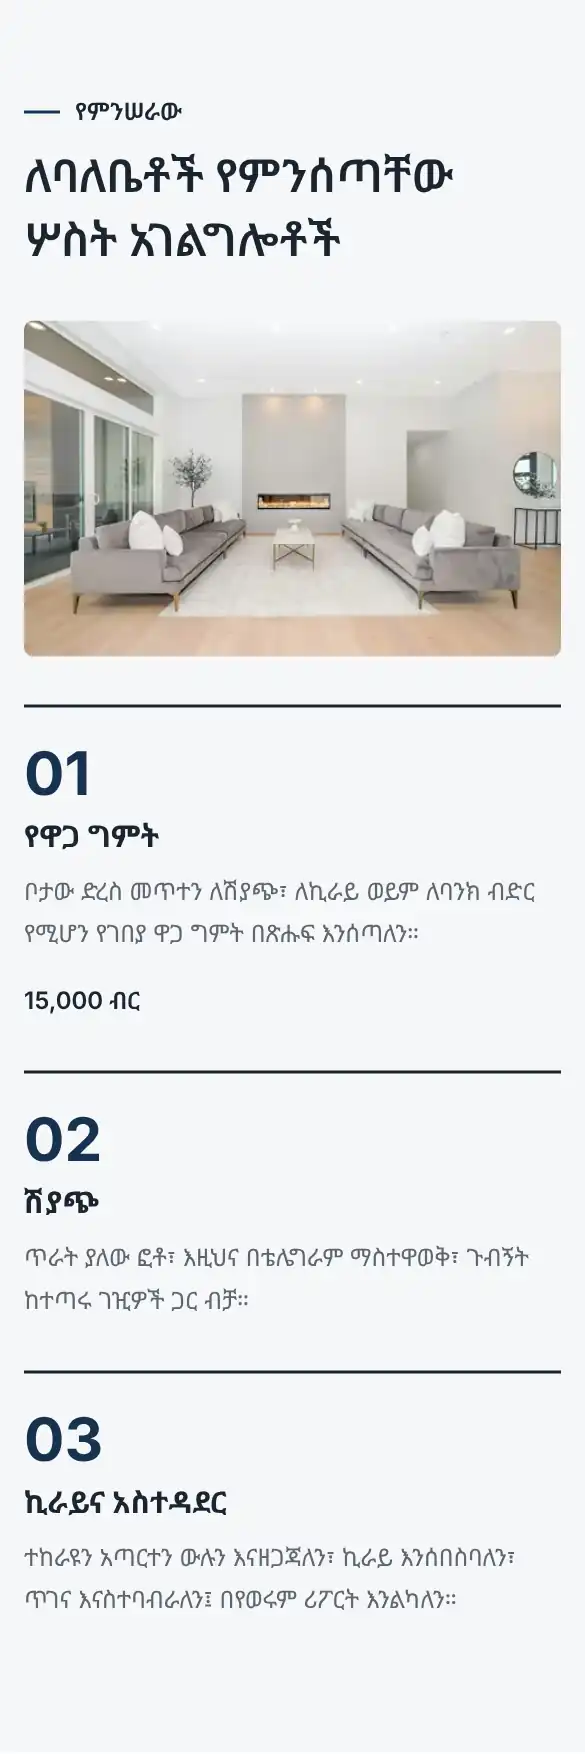 የምንሠራው
ለባለቤቶች የምንሰጣቸው
ሦስት አገልግሎቶች
01
የዋጋ ግምት
ቦታው ድረስ መጥተን ለሽያጭ፣ ለኪራይ ወይም ለባንክ ብድር
የሚሆን የገበያ ዋጋ ግምት በጽሑፍ እንሰጣለን።
15,000 ብር
02
ሽያጭ
ጥራት ያለው ፎቶ፣ እዚህና በቴሌግራም ማስተዋወቅ፣ ጉብኝት
ከተጣሩ ገዢዎች ጋር ብቻ።
03
ኪራይና አስተዳደር
ተከራዩን አጣርተን ውሉን እናዘጋጃለን፣ ኪራይ እንሰበስባለን፣
ጥገና እናስተባብራለን፤ በየወሩም ሪፖርት እንልካለን።